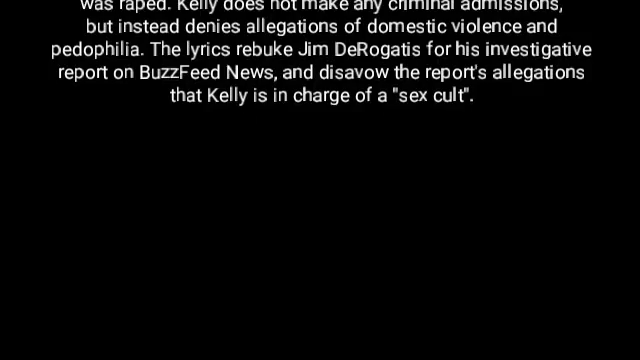 was raped. Kelly does not make any criminal admissions,
but instead denies allegations of domestic violence and
pedophilia. The lyrics rebuke Jim DeRogatis for his investigative
report on BuzzFeed News, and disavow the report's allegations
that Kelly is in charge of a "sex cult".